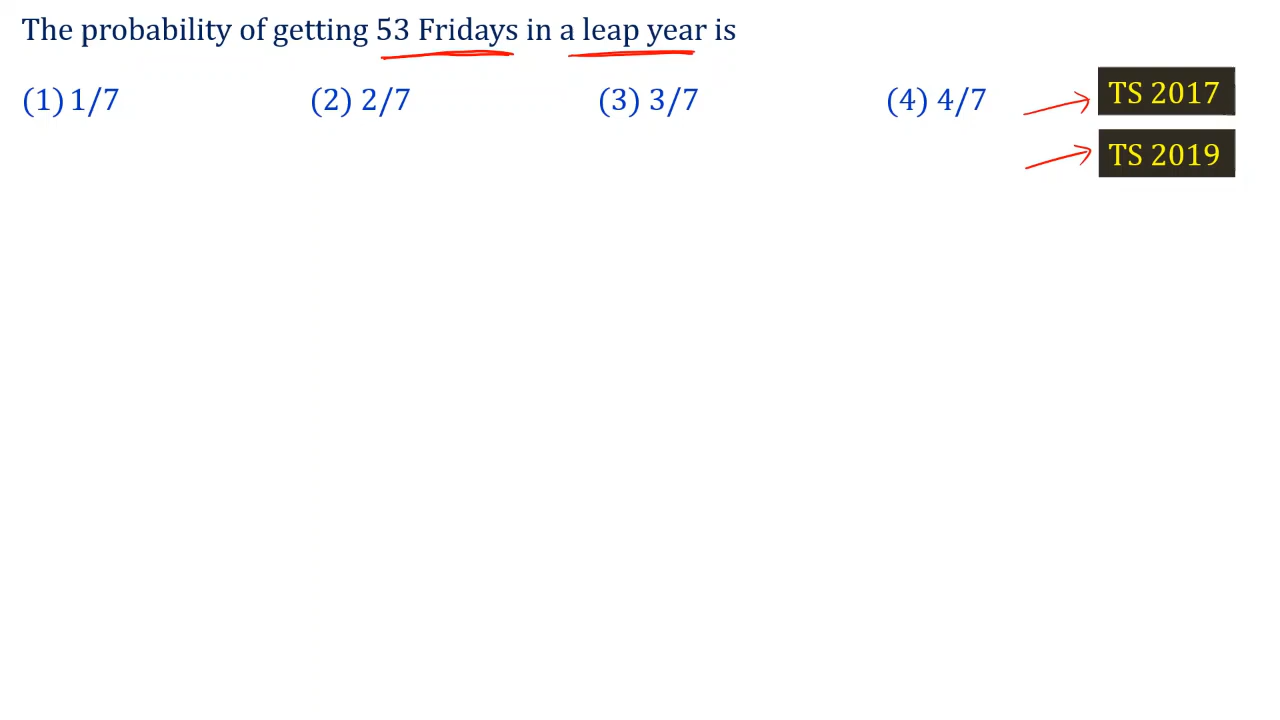 The probability of getting 53 Fridays in a leap year is
(1) 1/7 (2) 2/7 (3) 3/7 (4) 4/7 TS 2017
TS 2019